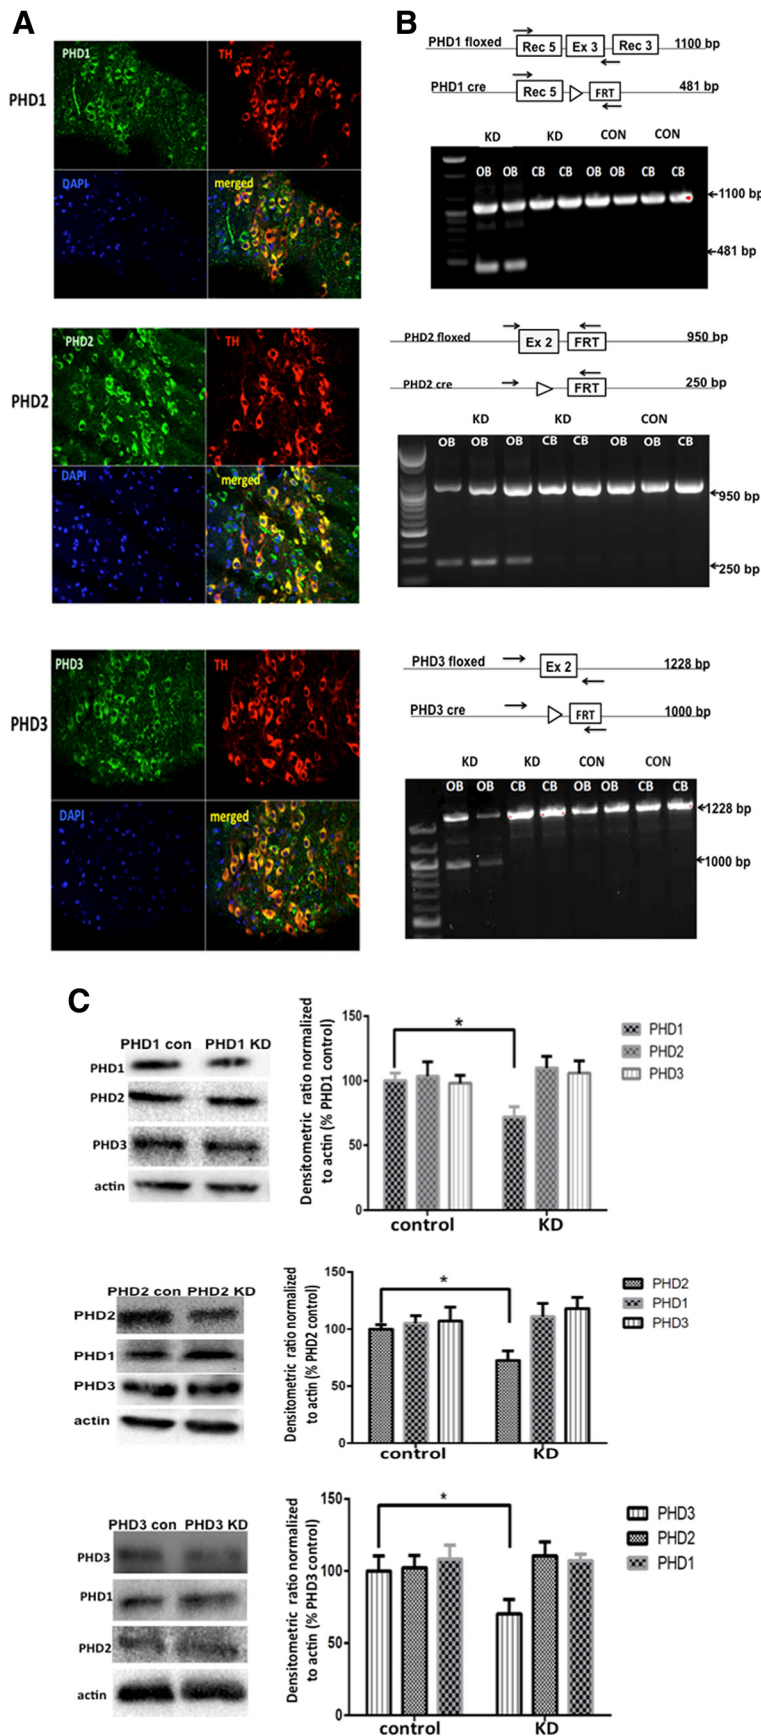 A
PHD1
PHD1
TH
DAPI
merged
PHD2
PHD2
TH
DAPI
merged
PHD3
PHD3
TH
DAPI
merged
B
PHD1 floxed
Rec 5
Ex 3
Rec 3
1100 bp
PHD1 cre
Rec 5
FRT
481 bp
KD KD CON CON
OB OB CB CB OB OB CB CB
1100 bp
481 bp
PHD2 floxed
Ex 2
FRT
950 bp
PHD2 cre
FRT
250 bp
KD KD CON
OB OB OB CB CB OB OB CB
950 bp
250 bp
PHD3 floxed
Ex 2
1228 bp
PHD3 cre
FRT
1000 bp
KD KD CON CON
OB OB CB CB OB OB CB CB
1228 bp
1000 bp
C
PHD1 con PHD1 KD
PHD1
PHD2
PHD3
actin
Densitometric ratio normalized
to actin (% PHD1 control)
150
100
50
0
*
control KD
PHD1
PHD2
PHD3
PHD2 con PHD2 KD
PHD2
PHD1
PHD3
actin
Densitometric ratio normalized
to actin (% PHD2 control)
150
100
50
0
*
control KD
PHD2
PHD1
PHD3
PHD3 con PHD3 KD
PHD3
PHD1
PHD2
actin
Densitometric ratio normalized
to actin (% PHD3 control)
150
100
50
0
*
control KD
PHD3
PHD2
PHD1